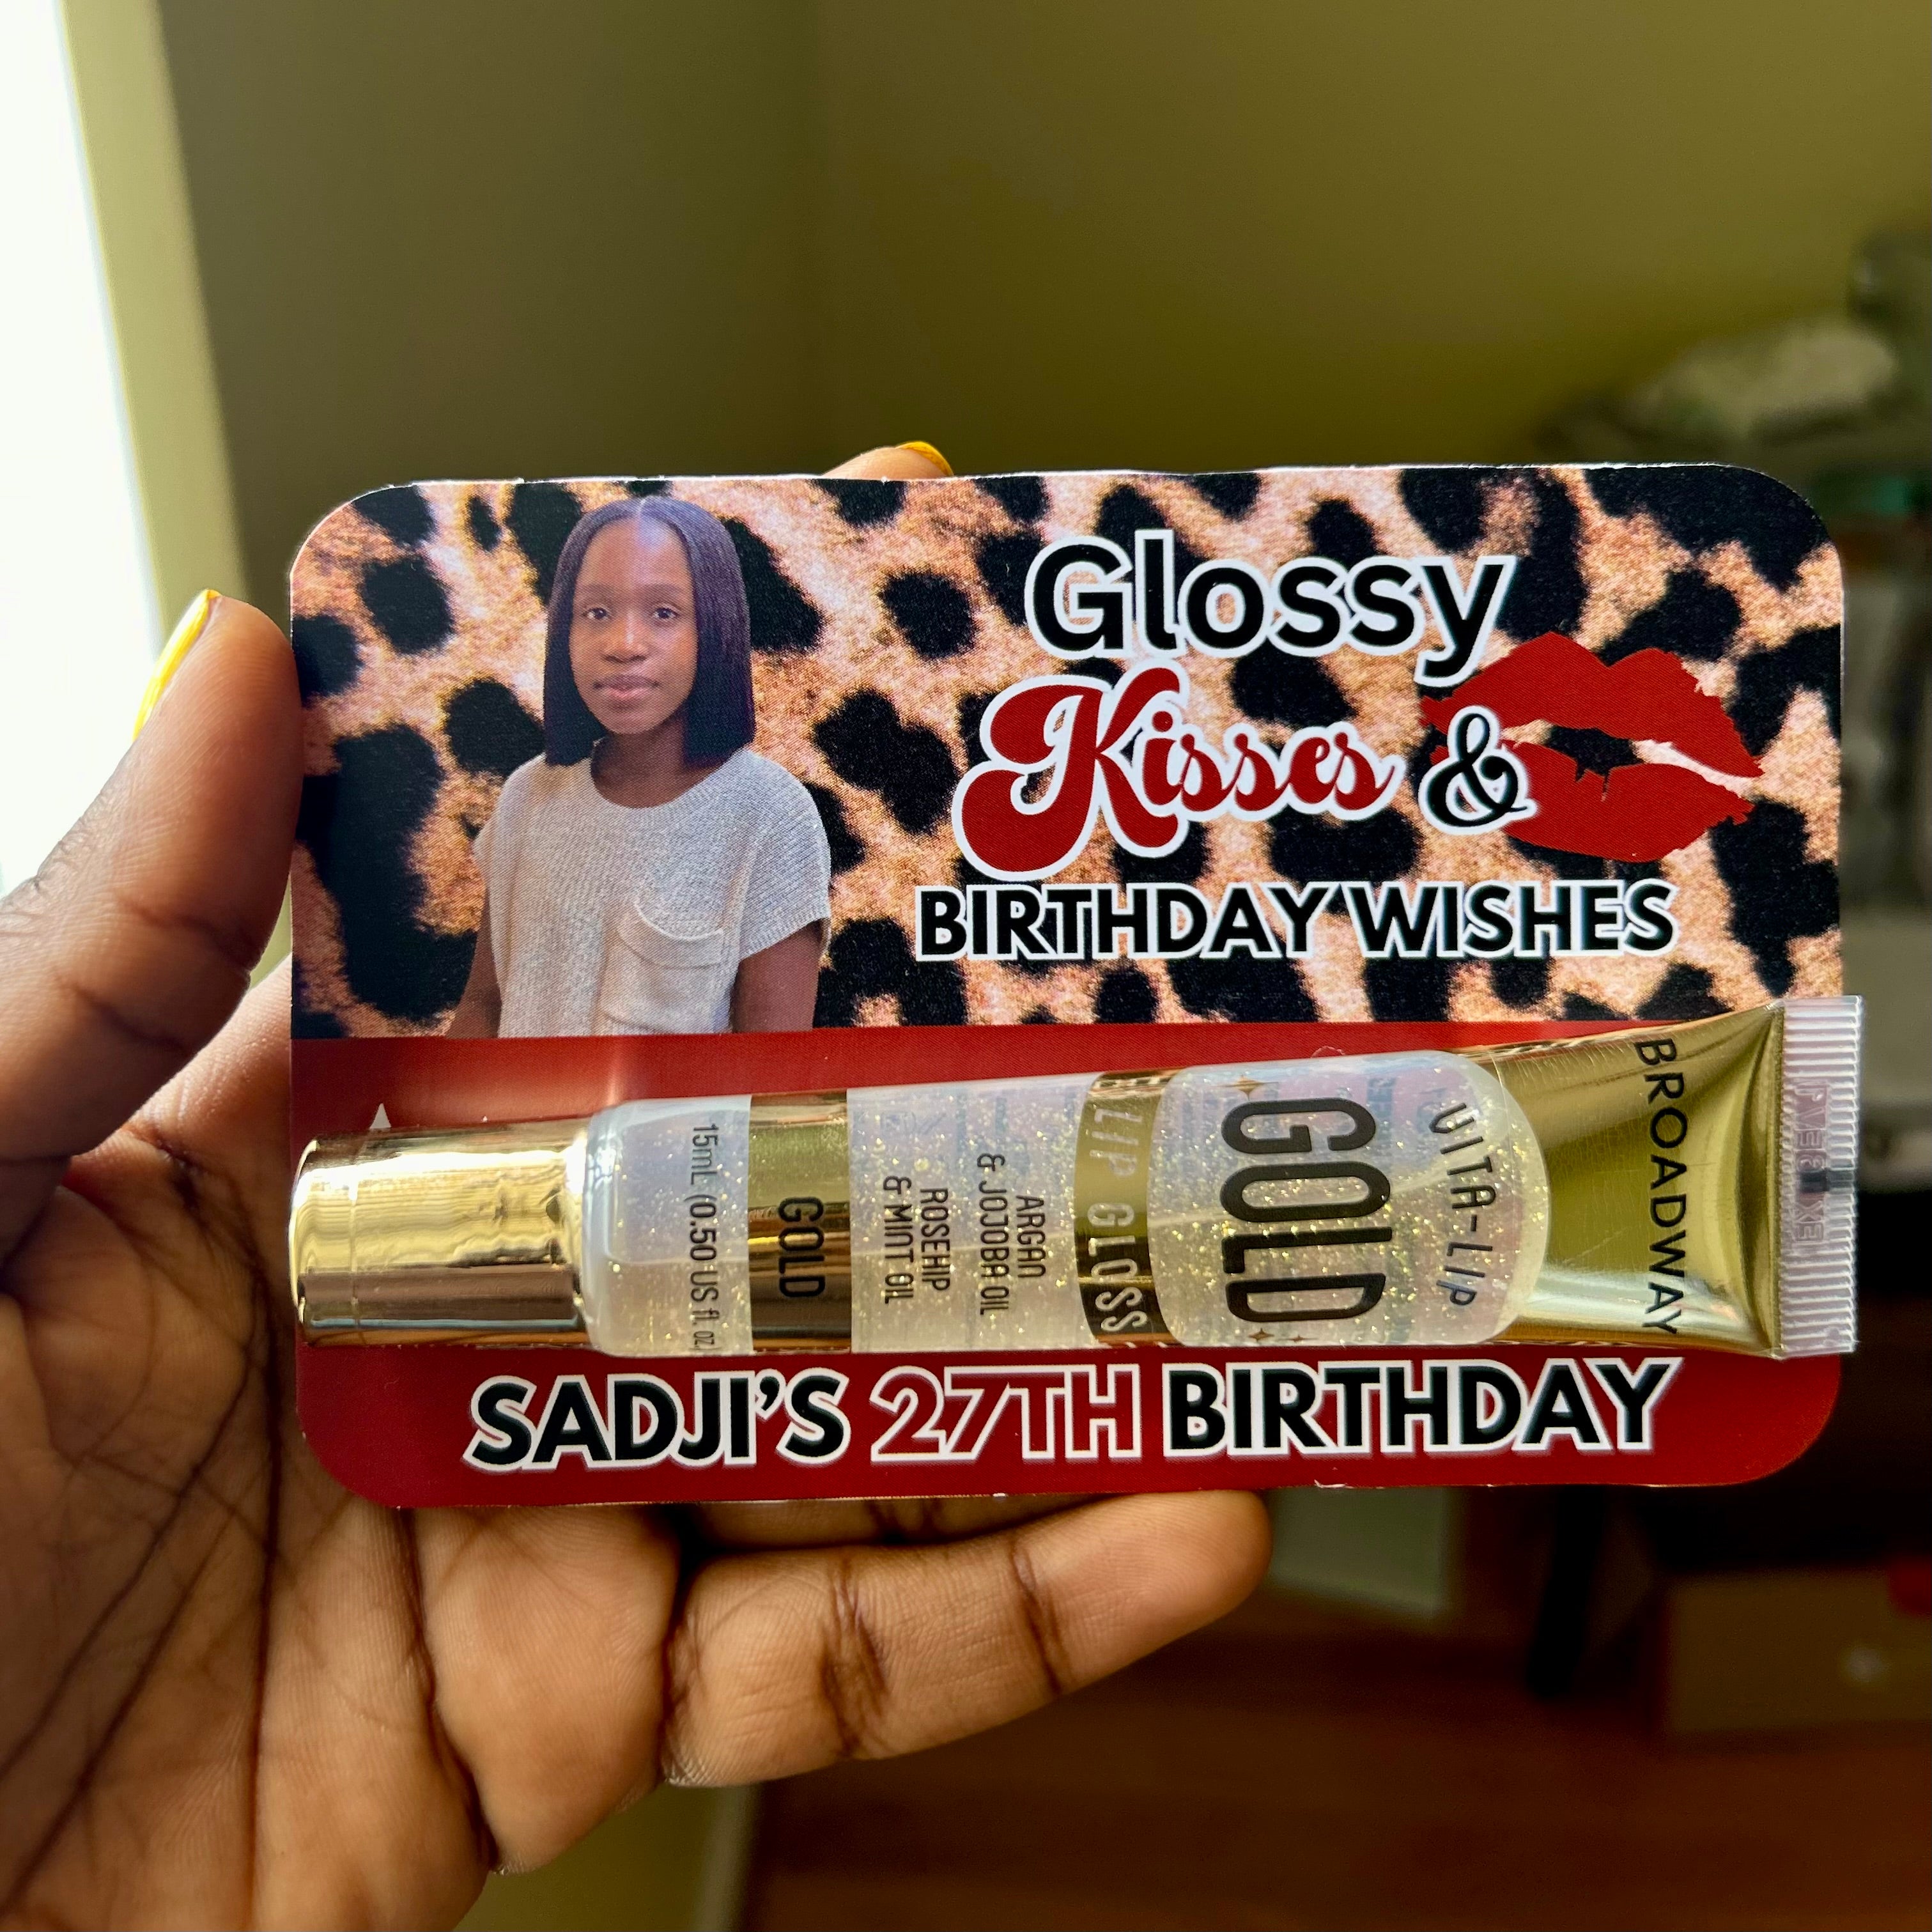 Glossy
Kisses &
BIRTHDAY WISHES
BROADWAY
VITA-LIP
GOLD
LIP GLOSS
ARGAN
& JOJOBA OIL
ROSEHIP
& MINT OIL
GOLD
15mL (0.50 US fl. oz
SADJI'S 27TH BIRTHDAY